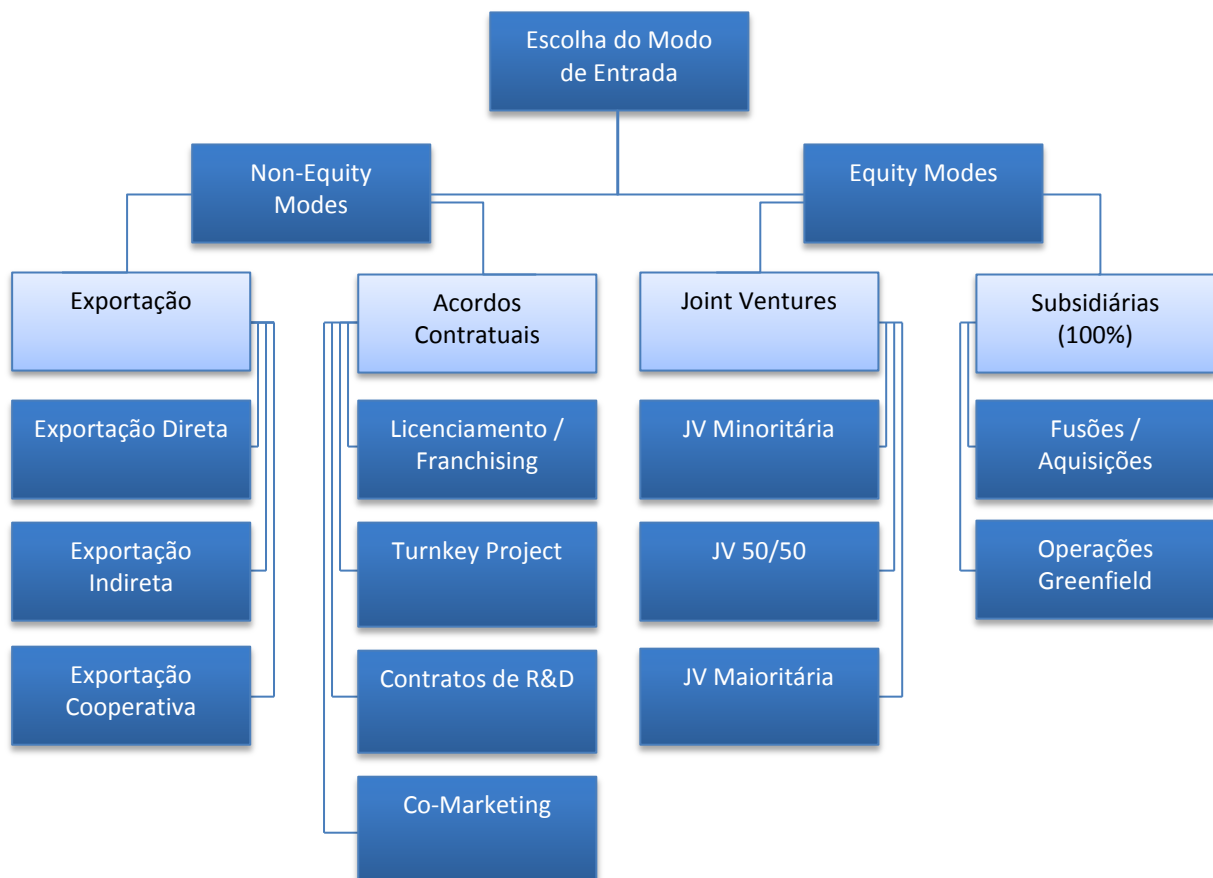 Escolha do Modo
de Entrada
Non-Equity
Modes
Equity Modes
Exportação
Acordos
Contratuais
Joint Ventures
Subsidiárias
(100%)
Exportação Direta
Licenciamento /
Franchising
JV Minoritária
Fusões /
Aquisições
Exportação
Indireta
Turnkey Project
JV 50/50
Operações
Greenfield
Exportação
Cooperativa
Contratos de R&D
JV Maioritária
Co-Marketing